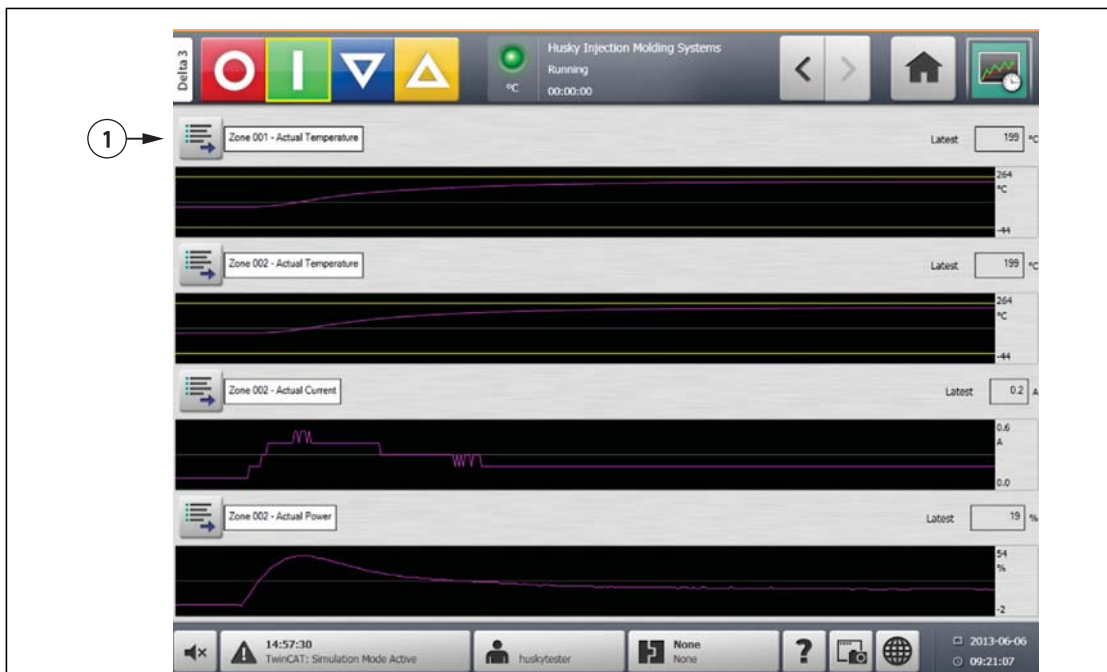 Delta 3
Husky Injection Molding Systems
Running
°C
00:00:00
1
Zone 001 - Actual Temperature
Latest
199 °C
264
°C
-44
Zone 002 - Actual Temperature
Latest
199 °C
264
°C
-44
Zone 002 - Actual Current
Latest
0.2 A
0.6
A
0.0
Zone 002 - Actual Power
Latest
19 %
54
%
-2
14:57:30
TwinCAT: Simulation Mode Active
huskytester
None
None
?
2013-06-06
09:21:07